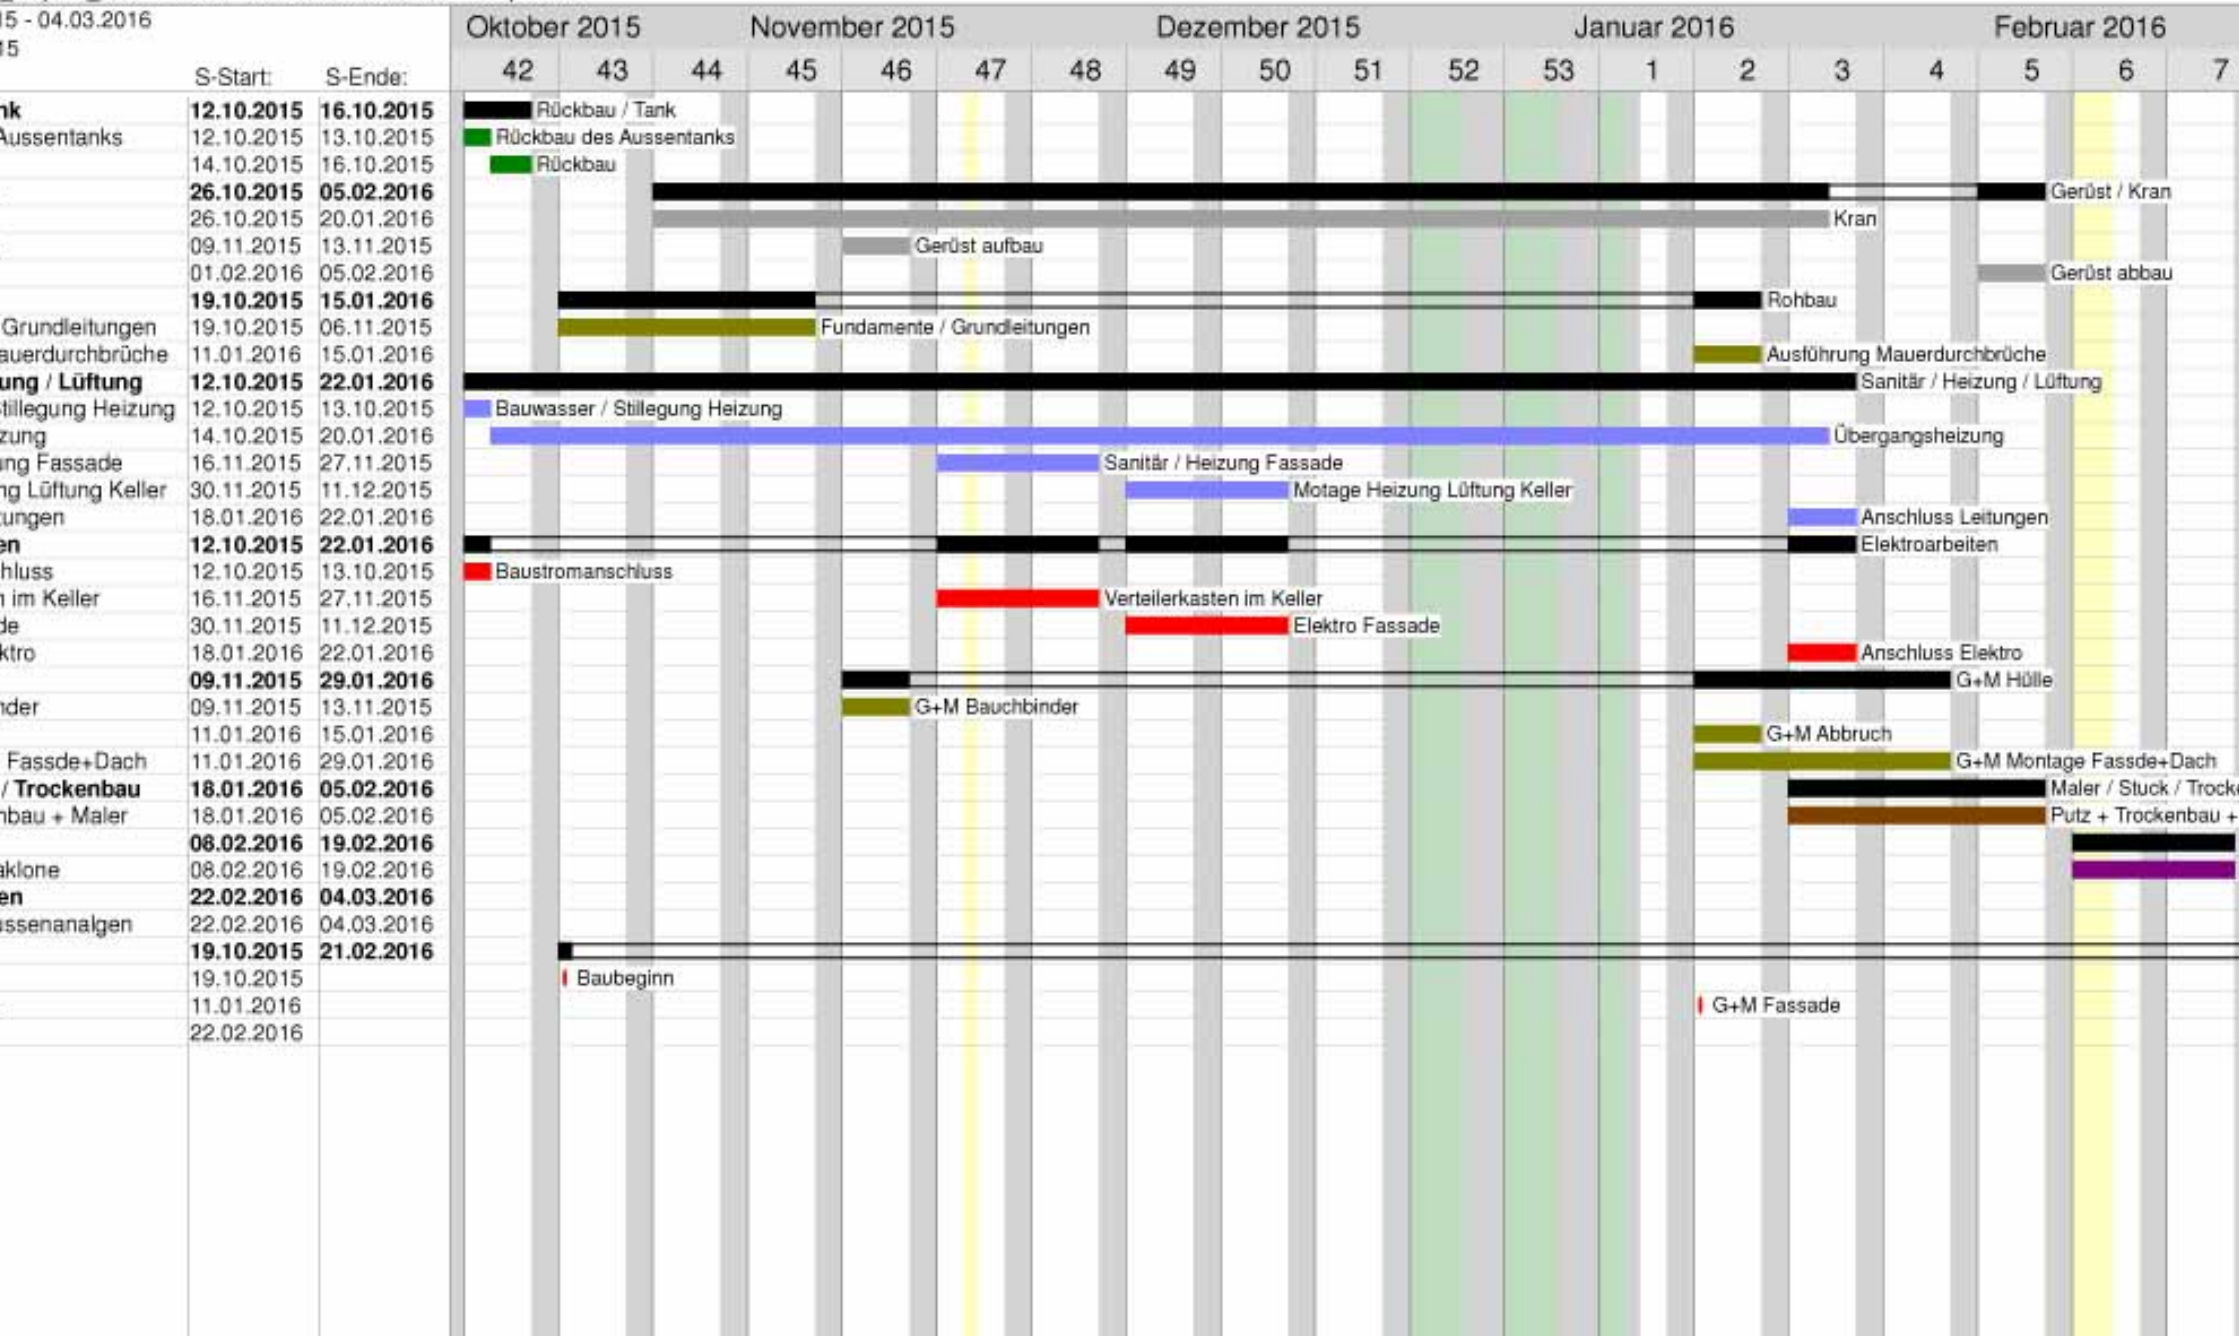 15 - 04.03.2016 Oktober 2015 November 2015 Dezember 2015 Januar 2016 Februar 2016
15
S-Start: S-Ende: 42 43 44 45 46 47 48 49 50 51 52 53 1 2 3 4 5 6 7
nk 12.10.2015 16.10.2015 Rückbau / Tank
Aussentanks 12.10.2015 13.10.2015 Rückbau des Aussentanks
14.10.2015 16.10.2015 Rückbau
26.10.2015 05.02.2016 Gerüst / Kran
26.10.2015 20.01.2016 Kran
09.11.2015 13.11.2015 Gerüst aufbau
01.02.2016 05.02.2016 Gerüst abbau
19.10.2015 15.01.2016 Rohbau
Grundleitungen 19.10.2015 06.11.2015 Fundamente / Grundleitungen
auerdurchbrüche 11.01.2016 15.01.2016 Ausführung Mauerdurchbrüche
ung / Lüftung 12.10.2015 22.01.2016 Sanitär / Heizung / Lüftung
tillegung Heizung 12.10.2015 13.10.2015 Bauwasser / Stillegung Heizung
zung 14.10.2015 20.01.2016 Übergangsheizung
ung Fassade 16.11.2015 27.11.2015 Sanitär / Heizung Fassade
ng Lüftung Keller 30.11.2015 11.12.2015 Motage Heizung Lüftung Keller
tungen 18.01.2016 22.01.2016 Anschluss Leitungen
en 12.10.2015 22.01.2016 Elektroarbeiten
hluss 12.10.2015 13.10.2015 Baustromanschluss
n im Keller 16.11.2015 27.11.2015 Verteilerkasten im Keller
de 30.11.2015 11.12.2015 Elektro Fassade
ktro 18.01.2016 22.01.2016 Anschluss Elektro
09.11.2015 29.01.2016 G+M Hülle
nder 09.11.2015 13.11.2015 G+M Bauchbinder
11.01.2016 15.01.2016 G+M Abbruch
Fassde+Dach 11.01.2016 29.01.2016 G+M Montage Fassde+Dach
/ Trockenbau 18.01.2016 05.02.2016 Maler / Stuck / Trocke
nbau + Maler 18.01.2016 05.02.2016 Putz + Trockenbau +
08.02.2016 19.02.2016
aklone 08.02.2016 19.02.2016
en 22.02.2016 04.03.2016
ussenanalgen 22.02.2016 04.03.2016
19.10.2015 21.02.2016
19.10.2015 Baubeginn
11.01.2016 G+M Fassade
22.02.2016